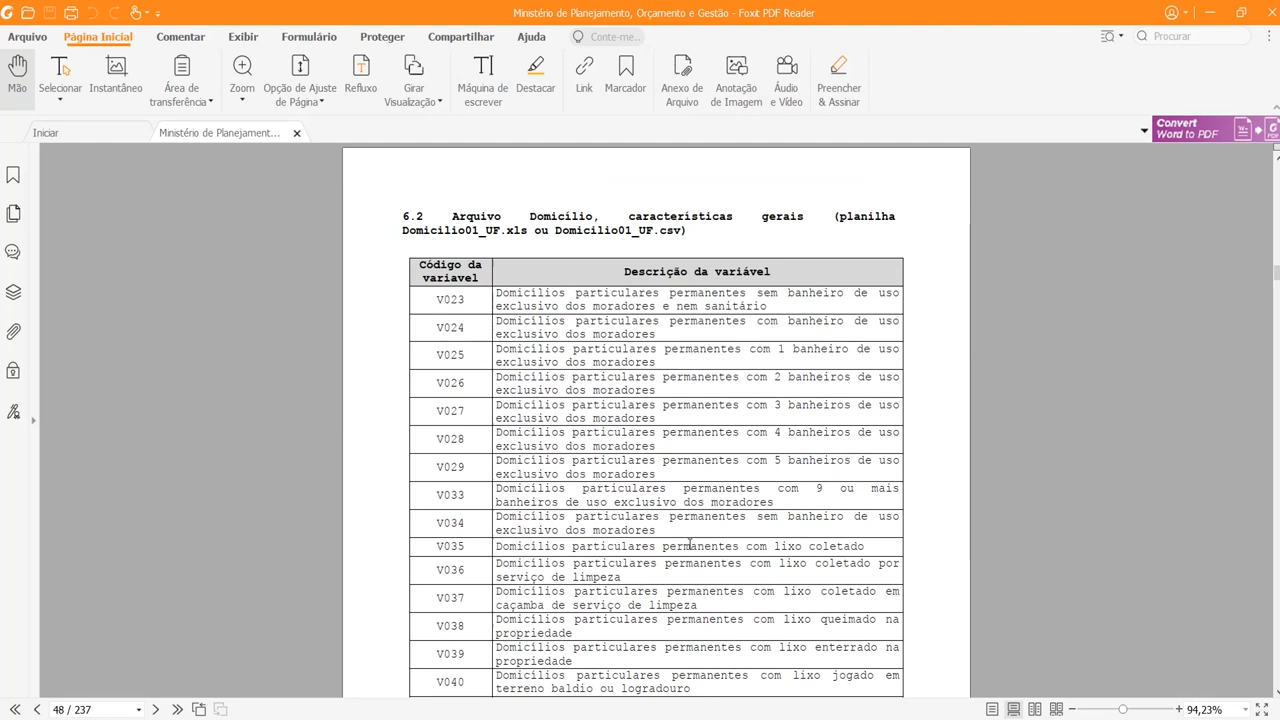 Ministério de Planejamento, Orçamento e Gestão - Foxit PDF Reader
Arquivo Página Inicial Comentar Exibir Formulário Proteger Compartilhar Ajuda Conte-me... Procurar
Mão
Selecionar
Instantâneo
Área de
transferência
Zoom
Opção de Ajuste
de Página
Refluxo
Girar
Visualização
Máquina de
escrever
Destacar
Link
Marcador
Anexo de
Arquivo
Anotação
de Imagem
Áudio
e Vídeo
Preencher
& Assinar
Iniciar
Ministério de Planejament...
Convert
Word to PDF
6.2 Arquivo Domicílio, características gerais (planilha
Domicilio01_UF.xls ou Domicilio01_UF.csv)
Código da
variavel
Descrição da variável
V023
Domicílios particulares permanentes sem banheiro de uso
exclusivo dos moradores e nem sanitário
V024
Domicílios particulares permanentes com banheiro de uso
exclusivo dos moradores
V025
Domicílios particulares permanentes com 1 banheiro de uso
exclusivo dos moradores
V026
Domicílios particulares permanentes com 2 banheiros de uso
exclusivo dos moradores
V027
Domicílios particulares permanentes com 3 banheiros de uso
exclusivo dos moradores
V028
Domicílios particulares permanentes com 4 banheiros de uso
exclusivo dos moradores
V029
Domicílios particulares permanentes com 5 banheiros de uso
exclusivo dos moradores
V033
Domicílios particulares permanentes com 9 ou mais
banheiros de uso exclusivo dos moradores
V034
Domicílios particulares permanentes sem banheiro de uso
exclusivo dos moradores
V035
Domicílios particulares permanentes com lixo coletado
V036
Domicílios particulares permanentes com lixo coletado por
serviço de limpeza
V037
Domicílios particulares permanentes com lixo coletado em
caçamba de serviço de limpeza
V038
Domicílios particulares permanentes com lixo queimado na
propriedade
V039
Domicílios particulares permanentes com lixo enterrado na
propriedade
V040
Domicílios particulares permanentes com lixo jogado em
terreno baldio ou logradouro
48 / 237
94,23%